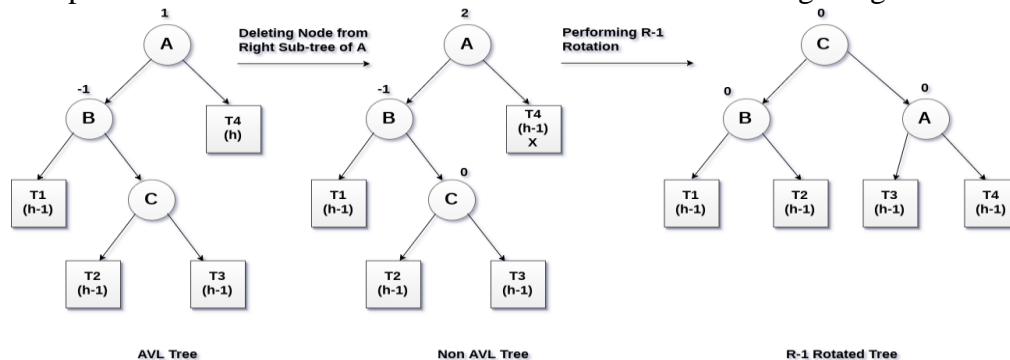 1
A
-1
B
T4
(h)
T1
(h-1)
C
T2
(h-1)
T3
(h-1)
AVL Tree
Deleting Node from
Right Sub-tree of A
2
A
-1
B
T4
(h-1)
X
T1
(h-1)
0
C
T2
(h-1)
T3
(h-1)
Non AVL Tree
Performing R-1
Rotation
0
C
0
B
0
A
T1
(h-1)
T2
(h-1)
T3
(h-1)
T4
(h-1)
R-1 Rotated Tree